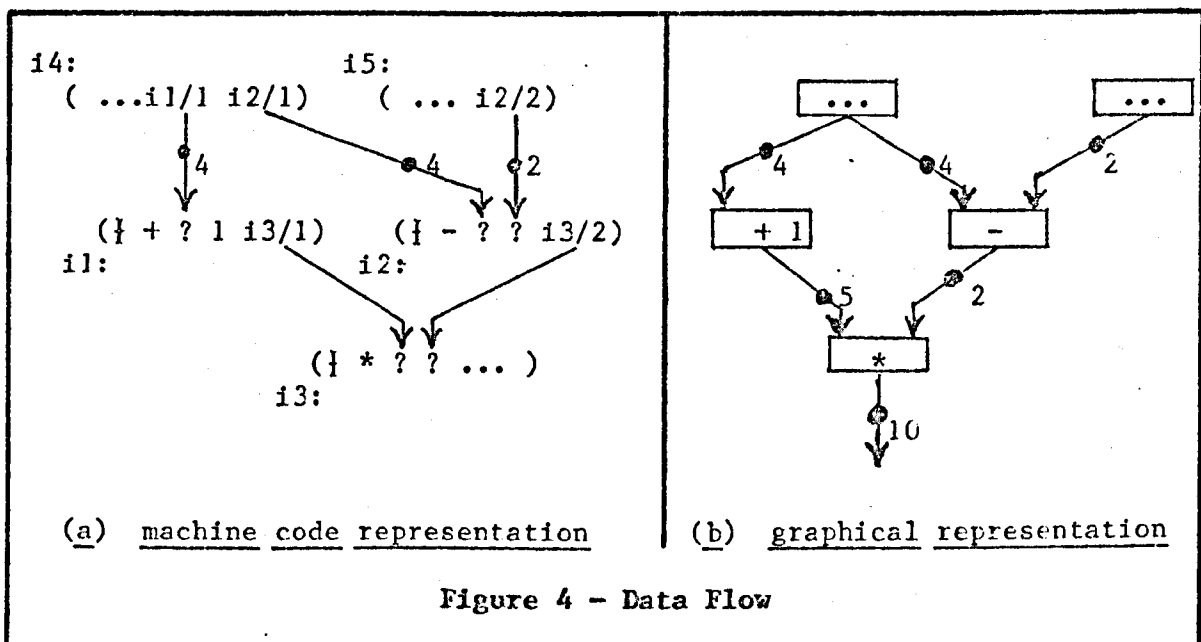 i4: i5:
( ...i1/1 i2/1) ( ... i2/2)
4 4 2
(ł + ? 1 i3/1) (ł - ? ? i3/2)
i1: i2:
(ł * ? ? ... )
i3:
(a) machine code representation
... ...
4 4 2
+ 1 -
5 2
*
10
(b) graphical representation
Figure 4 - Data Flow